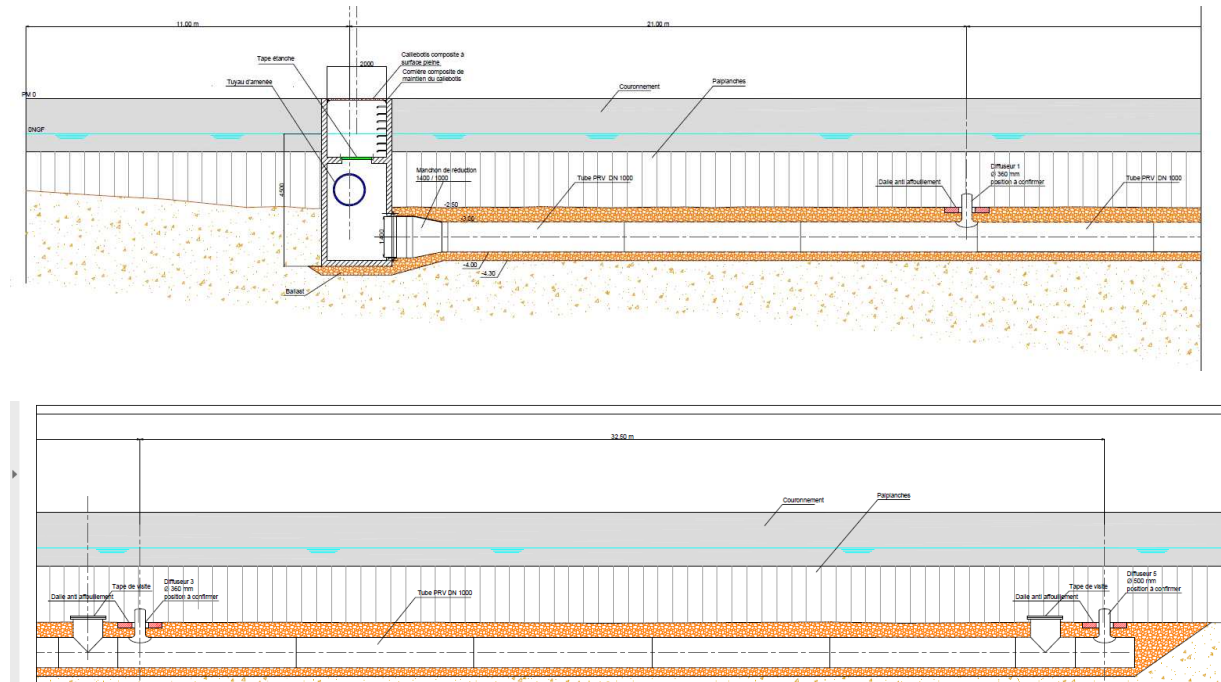 11.00 m
21.00 m
Tape étanche
2000
Caillebotis composite à
surface pleine.
Cornière composite de
maintien du caillebotis
Tuyau d'amenée
Couronnement
Palplanches
PM 0
0NGF
4500
Manchon de réduction
1400 / 1000
Tube PRV DN 1000
Diffuseur 1
Ø 360 mm
position à confirmer
Dalle anti affouillement
Tube PRV DN 1000
-2.50
-3.00
1400
-4.00
-4.30
Ballast
32.50 m
Couronnement
Palplanches
Tape de visite
Diffuseur 3
Ø 360 mm
position à confirmer
Dalle anti affouillement
Tube PRV DN 1000
Tape de visite
Diffuseur 5
Ø 500 mm
position à confirmer
Dalle anti affouillement